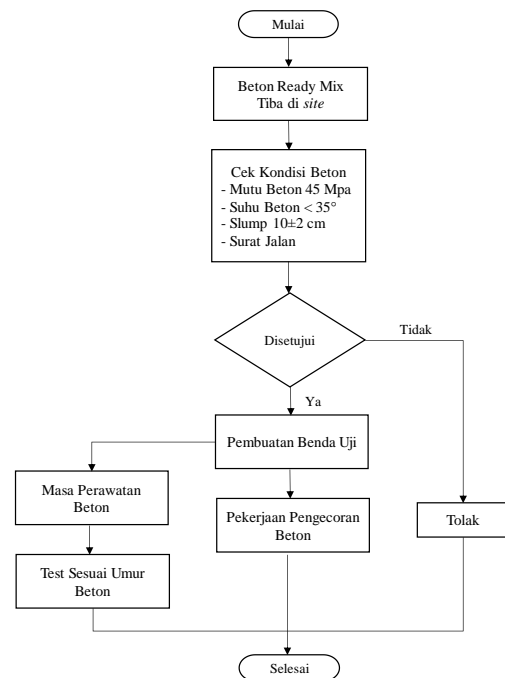 Mulai
Beton Ready Mix
Tiba di site
Cek Kondisi Beton
- Mutu Beton 45 Mpa
- Suhu Beton < 35°
- Slump 10±2 cm
- Surat Jalan
Disetujui
Tidak
Ya
Pembuatan Benda Uji
Masa Perawatan
Beton
Pekerjaan Pengecoran
Beton
Tolak
Test Sesuai Umur
Beton
Selesai